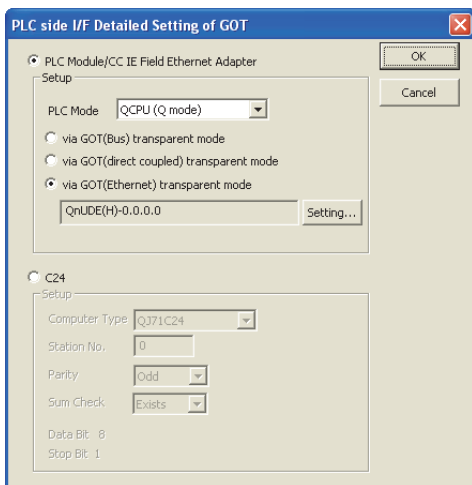 PLC side I/F Detailed Setting of GOT
PLC Module/CC IE Field Ethernet Adapter
OK
Setup
Cancel
PLC Mode QCPU (Q mode)
via GOT(Bus) transparent mode
via GOT(direct coupled) transparent mode
via GOT(Ethernet) transparent mode
QnUDE(H)-0.0.0.0 Setting...
C24
Setup
Computer Type QJ71C24
Station No. 0
Parity Odd
Sum Check Exists
Data Bit 8
Stop Bit 1